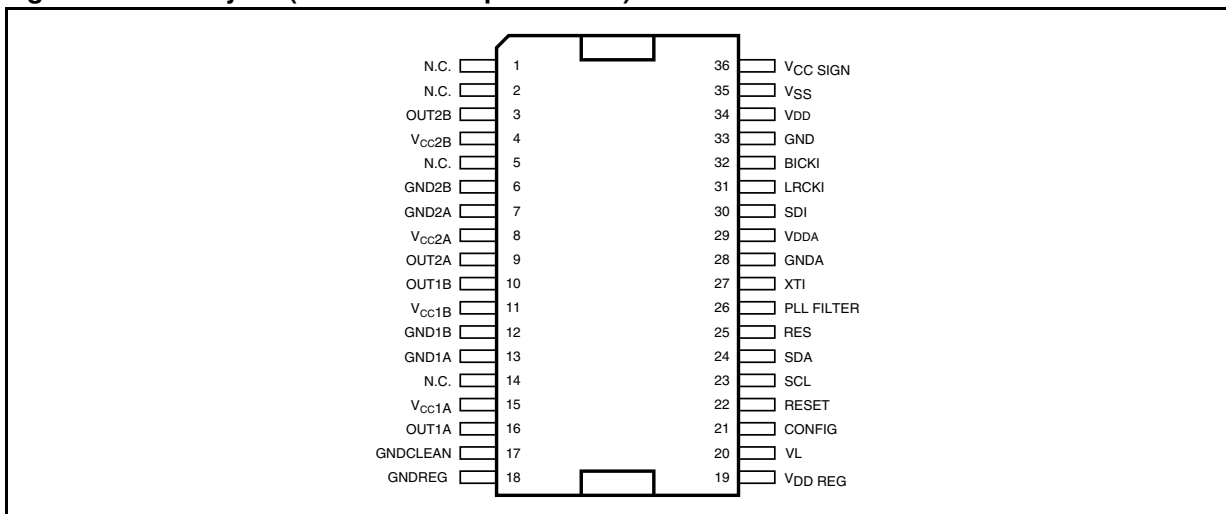 N.C. 1 36 VCC SIGN
N.C. 2 35 VSS
OUT2B 3 34 VDD
VCC2B 4 33 GND
N.C. 5 32 BICKI
GND2B 6 31 LRCKI
GND2A 7 30 SDI
VCC2A 8 29 VDDA
OUT2A 9 28 GNDA
OUT1B 10 27 XTI
VCC1B 11 26 PLL FILTER
GND1B 12 25 RES
GND1A 13 24 SDA
N.C. 14 23 SCL
VCC1A 15 22 RESET
OUT1A 16 21 CONFIG
GNDCLEAN 17 20 VL
GNDREG 18 19 VDD REG